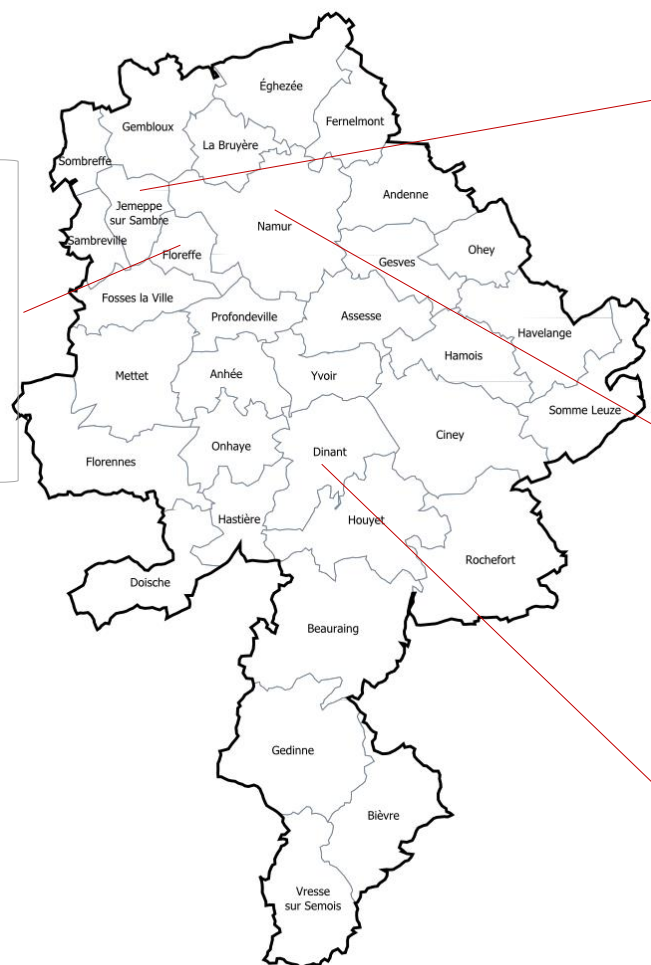 Éghezée
Gembloux
Fernelmont
La Bruyère
Sombreffe
Andenne
Jemeppe
sur Sambre
Namur
Sambreville
Floreffe
Ohey
Gesves
Fosses la Ville
Profondeville
Assesse
Havelange
Hamois
Mettet
Anhée
Yvoir
Somme Leuze
Ciney
Onhaye
Dinant
Florennes
Hastière
Houyet
Rochefort
Doische
Beauraing
Gedinne
Bièvre
Vresse
sur Semois